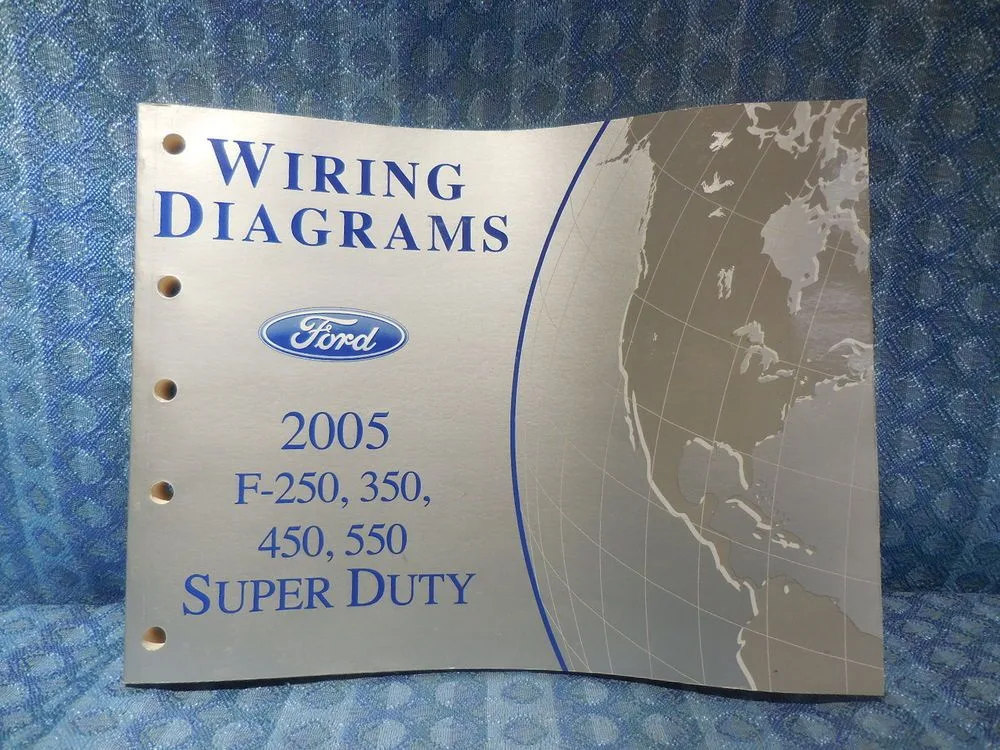 WIRING
DIAGRAMS
Ford
2005
F-250, 350,
450, 550
SUPER DUTY